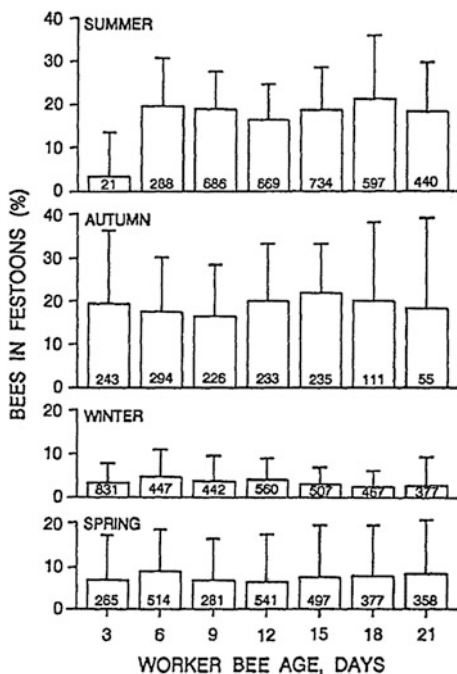 BEES IN FESTOONS (%)
SUMMER
40
30
20
10
0
21 288 686 669 734 597 440
AUTUMN
40
30
20
10
0
243 294 226 233 235 111 55
WINTER
20
10
0
831 447 442 560 507 467 377
SPRING
20
10
0
265 514 281 541 497 377 358
3 6 9 12 15 18 21
WORKER BEE AGE, DAYS